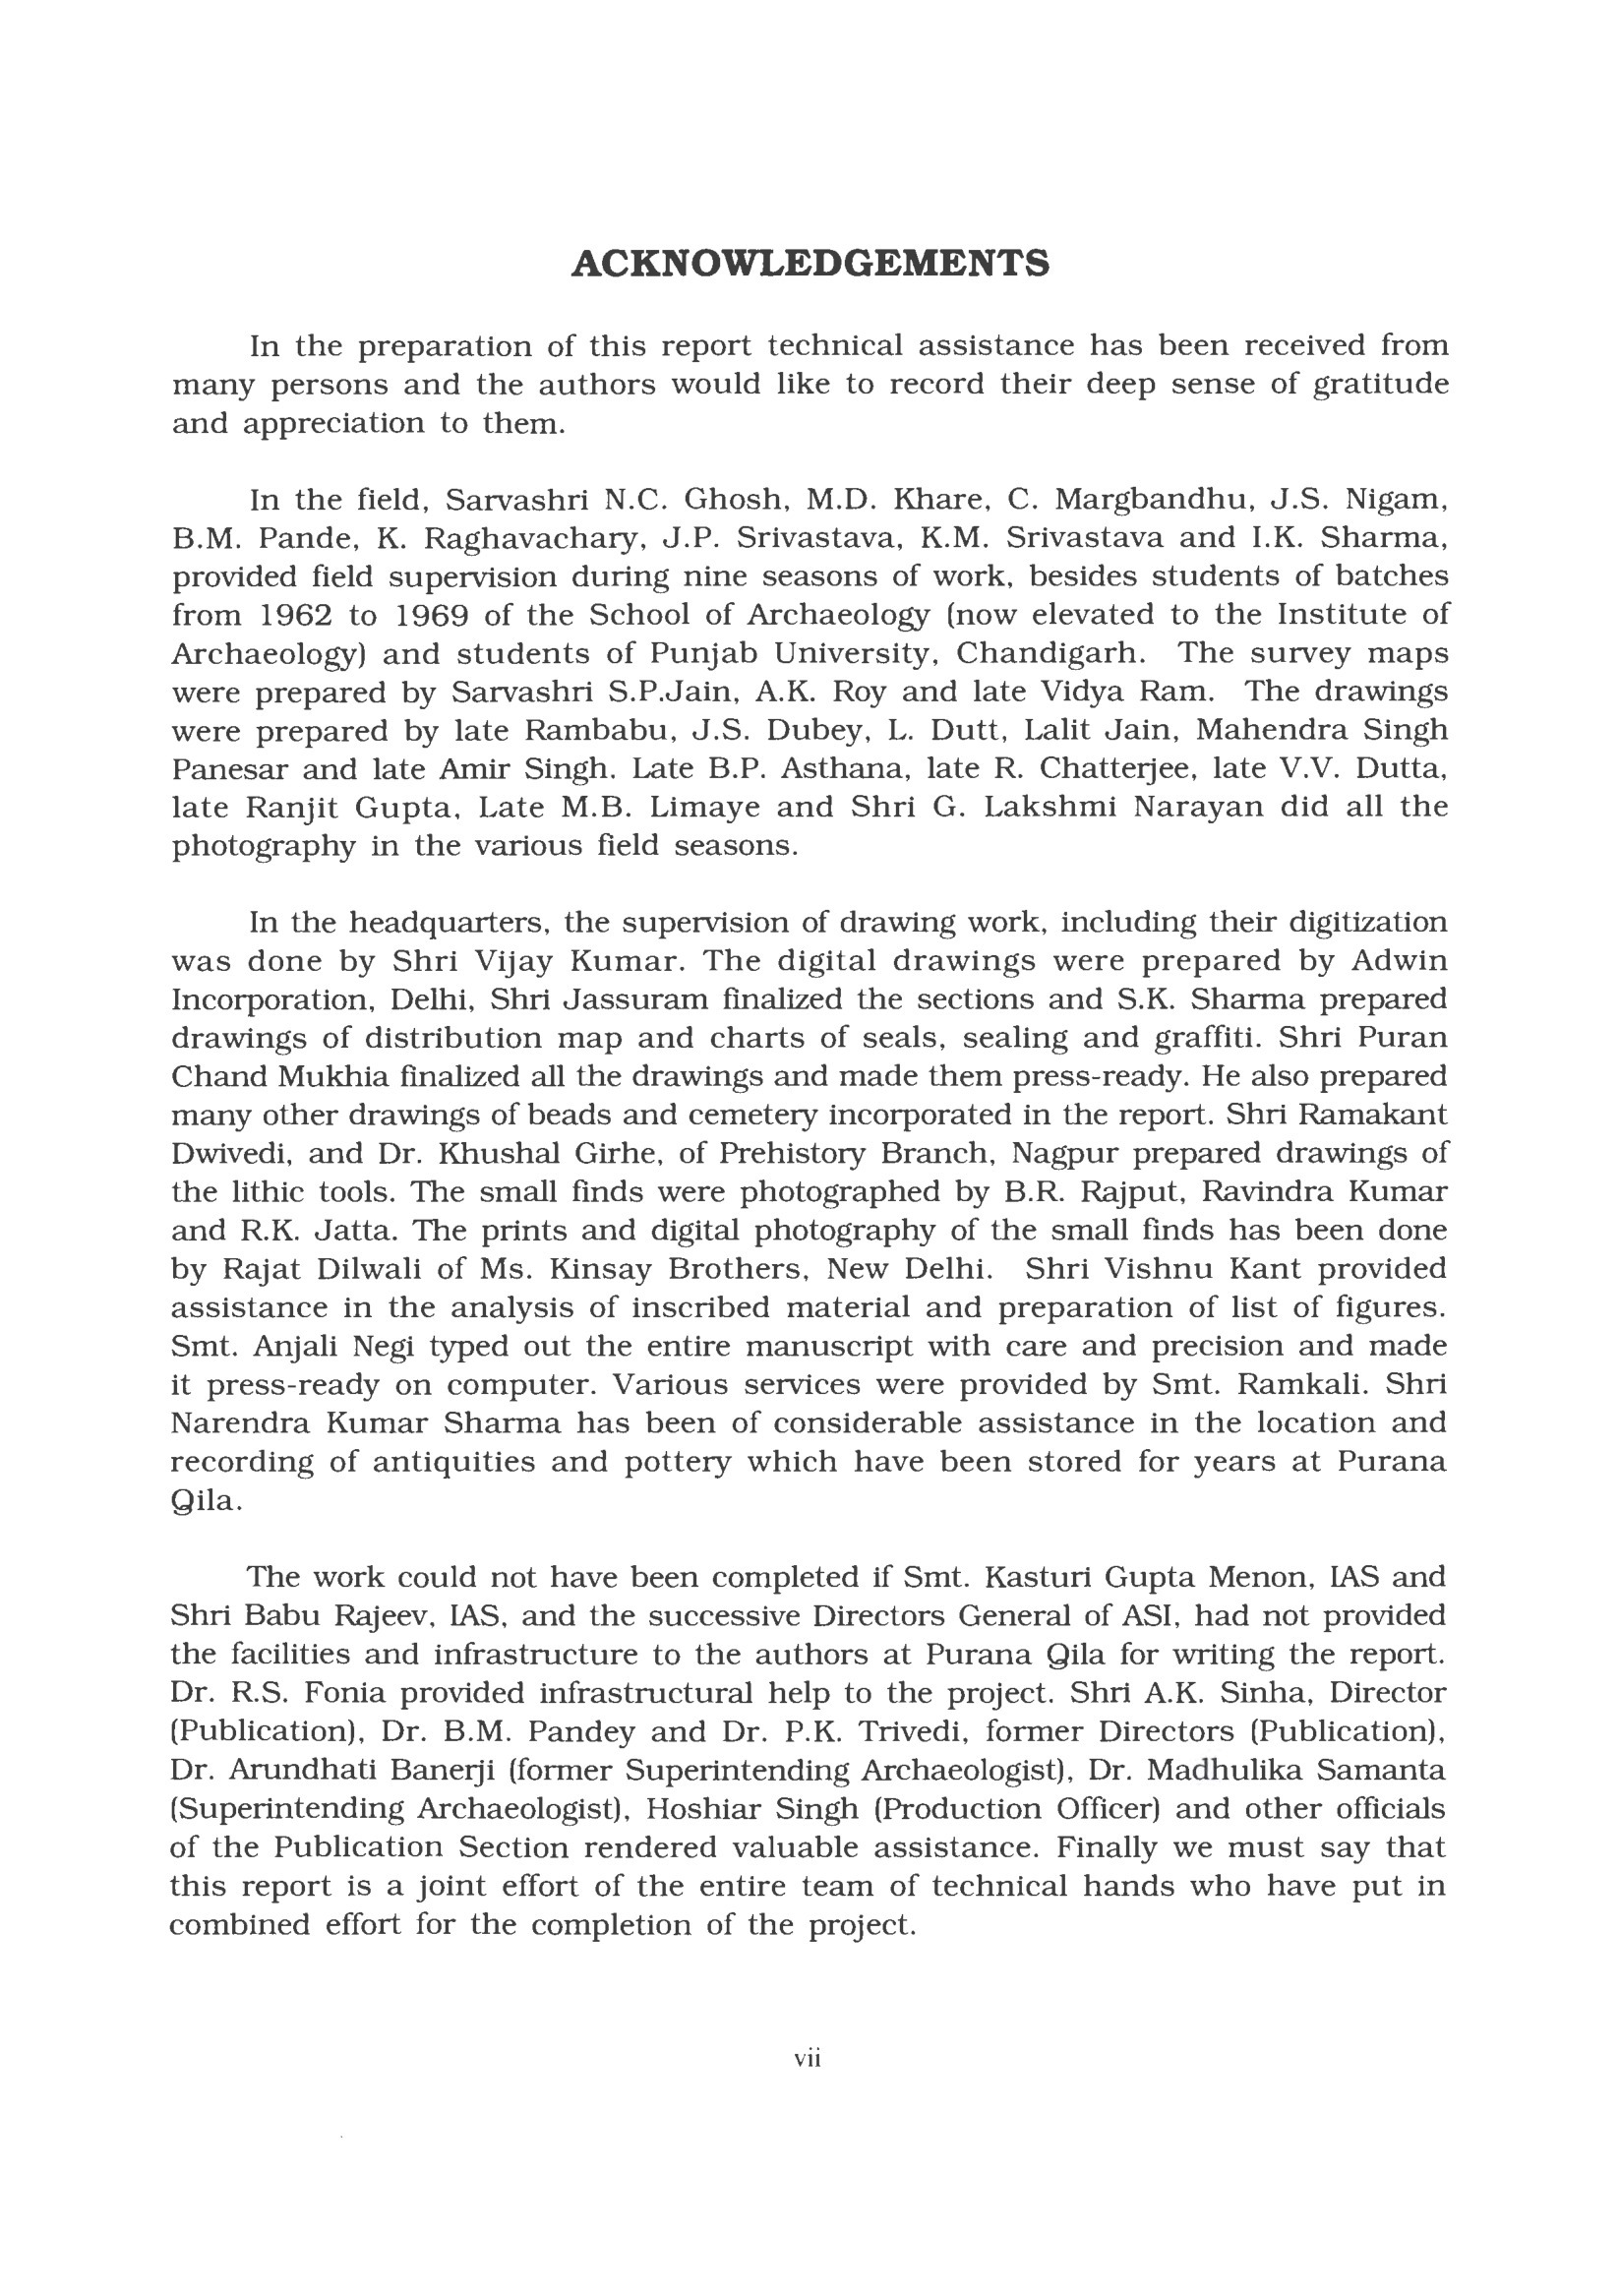 ACKNOWLEDGEMENTS
In the preparation of this report technical assistance has been received from
many persons and the authors would like to record their deep sense of gratitude
and appreciation to them.
In the field, Sarvashri N.C. Ghosh, M.D. Khare, C. Margbandhu, J.S. Nigam,
B.M. Pande, K. Raghavachary, J.P. Srivastava, K.M. Srivastava and I.K. Sharma,
provided field supervision during nine seasons of work, besides students of batches
from 1962 to 1969 of the School of Archaeology (now elevated to the Institute of
Archaeology) and students of Punjab University, Chandigarh. The survey maps
were prepared by Sarvashri S.P.Jain, A.K. Roy and late Vidya Ram. The drawings
were prepared by late Rambabu, J.S. Dubey, L. Dutt, Lalit Jain, Mahendra Singh
Panesar and late Amir Singh. Late B.P. Asthana, late R. Chatterjee, late V.V. Dutta,
late Ranjit Gupta, Late M.B. Limaye and Shri G. Lakshmi Narayan did all the
photography in the various field seasons.
In the headquarters, the supervision of drawing work, including their digitization
was done by Shri Vijay Kumar. The digital drawings were prepared by Adwin
Incorporation, Delhi, Shri Jassuram finalized the sections and S.K. Sharma prepared
drawings of distribution map and charts of seals, sealing and graffiti. Shri Puran
Chand Mukhia finalized all the drawings and made them press-ready. He also prepared
many other drawings of beads and cemetery incorporated in the report. Shri Ramakant
Dwivedi, and Dr. Khushal Girhe, of Prehistory Branch, Nagpur prepared drawings of
the lithic tools. The small finds were photographed by B.R. Rajput, Ravindra Kumar
and R.K. Jatta. The prints and digital photography of the small finds has been done
by Rajat Dilwali of Ms. Kinsay Brothers, New Delhi. Shri Vishnu Kant provided
assistance in the analysis of inscribed material and preparation of list of figures.
Smt. Anjali Negi typed out the entire manuscript with care and precision and made
it press-ready on computer. Various services were provided by Smt. Ramkali. Shri
Narendra Kumar Sharma has been of considerable assistance in the location and
recording of antiquities and pottery which have been stored for years at Purana
Qila.
The work could not have been completed if Smt. Kasturi Gupta Menon, IAS and
Shri Babu Rajeev, IAS, and the successive Directors General of ASI, had not provided
the facilities and infrastructure to the authors at Purana Qila for writing the report.
Dr. R.S. Fonia provided infrastructural help to the project. Shri A.K. Sinha, Director
(Publication), Dr. B.M. Pandey and Dr. P.K. Trivedi, former Directors (Publication),
Dr. Arundhati Banerji (former Superintending Archaeologist), Dr. Madhulika Samanta
(Superintending Archaeologist), Hoshiar Singh (Production Officer) and other officials
of the Publication Section rendered valuable assistance. Finally we must say that
this report is a joint effort of the entire team of technical hands who have put in
combined effort for the completion of the project.
vii